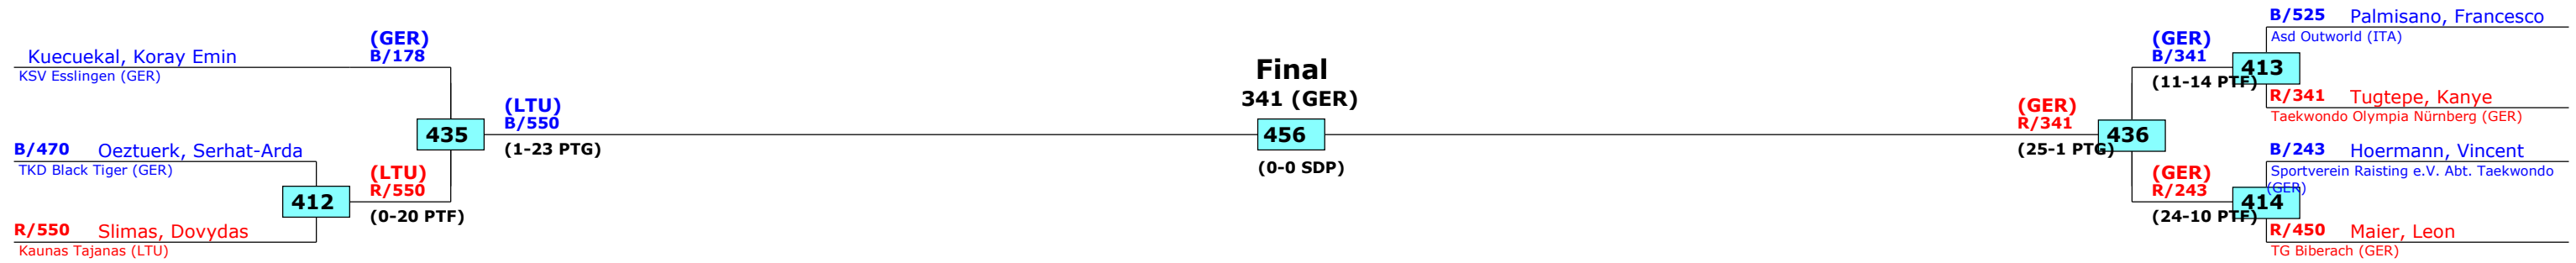 Kuecuekal, Koray Emin
KSV Esslingen (GER)
(GER)
B/178
B/470 Oeztuerk, Serhat-Arda
TKD Black Tiger (GER)
412
R/550 Slimas, Dovydas
Kaunas Tajanas (LTU)
(LTU)
R/550
(0-20 PTF)
435
(LTU)
B/550
(1-23 PTG)
Final
341 (GER)
456
(0-0 SDP)
(GER)
R/341
(25-1 PTG)
436
(GER)
B/341
(11-14 PTF)
413
B/525 Palmisano, Francesco
Asd Outworld (ITA)
R/341 Tugtepe, Kanye
Taekwondo Olympia Nürnberg (GER)
(GER)
R/243
(24-10 PTF)
414
B/243 Hoermann, Vincent
Sportverein Raisting e.V. Abt. Taekwondo
(GER)
R/450 Maier, Leon
TG Biberach (GER)